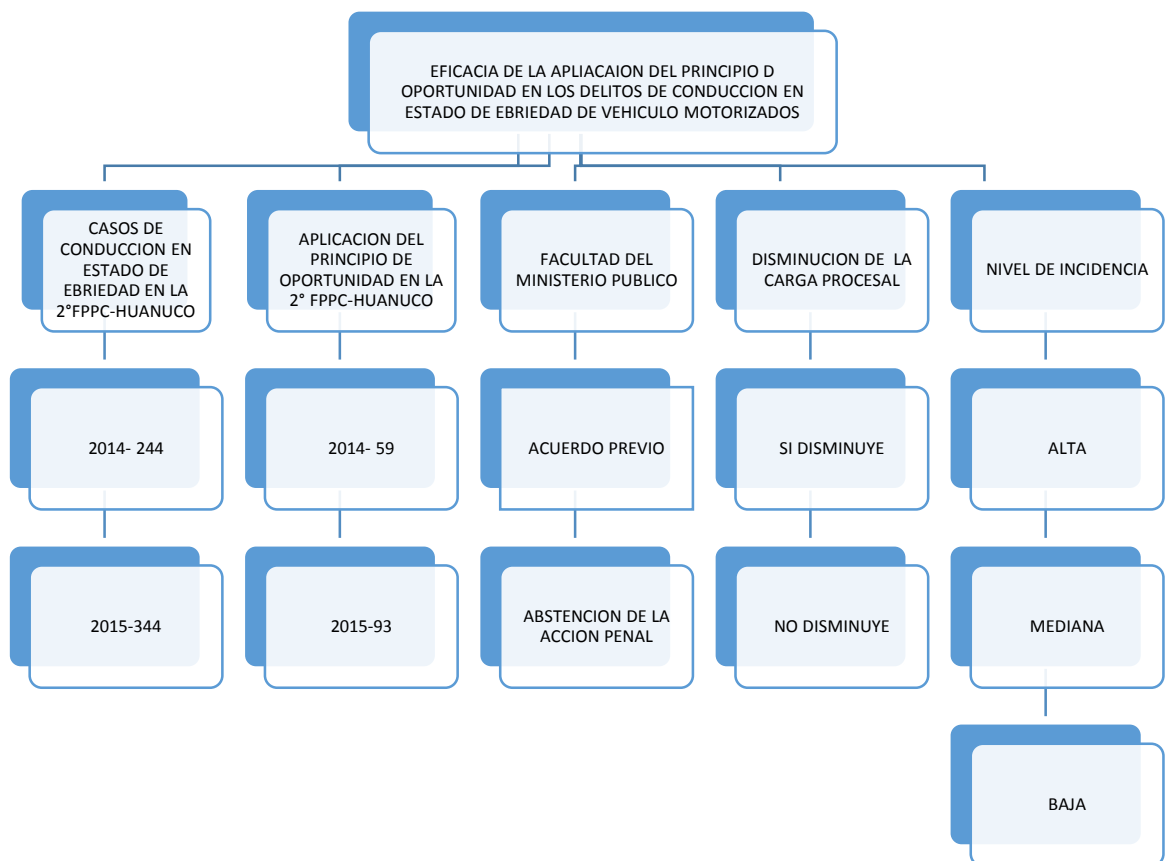 EFICACIA DE LA APLIACAION DEL PRINCIPIO D
OPORTUNIDAD EN LOS DELITOS DE CONDUCCION EN
ESTADO DE EBRIEDAD DE VEHICULO MOTORIZADOS
CASOS DE
CONDUCCION EN
ESTADO DE
EBRIEDAD EN LA
2°FPPC-HUANUCO
APLICACION DEL
PRINCIPIO DE
OPORTUNIDAD EN LA
2° FPPC-HUANUCO
FACULTAD DEL
MINISTERIO PUBLICO
DISMINUCION DE LA
CARGA PROCESAL
NIVEL DE INCIDENCIA
2014- 244
2014- 59
ACUERDO PREVIO
SI DISMINUYE
ALTA
2015-344
2015-93
ABSTENCION DE LA
ACCION PENAL
NO DISMINUYE
MEDIANA
BAJA